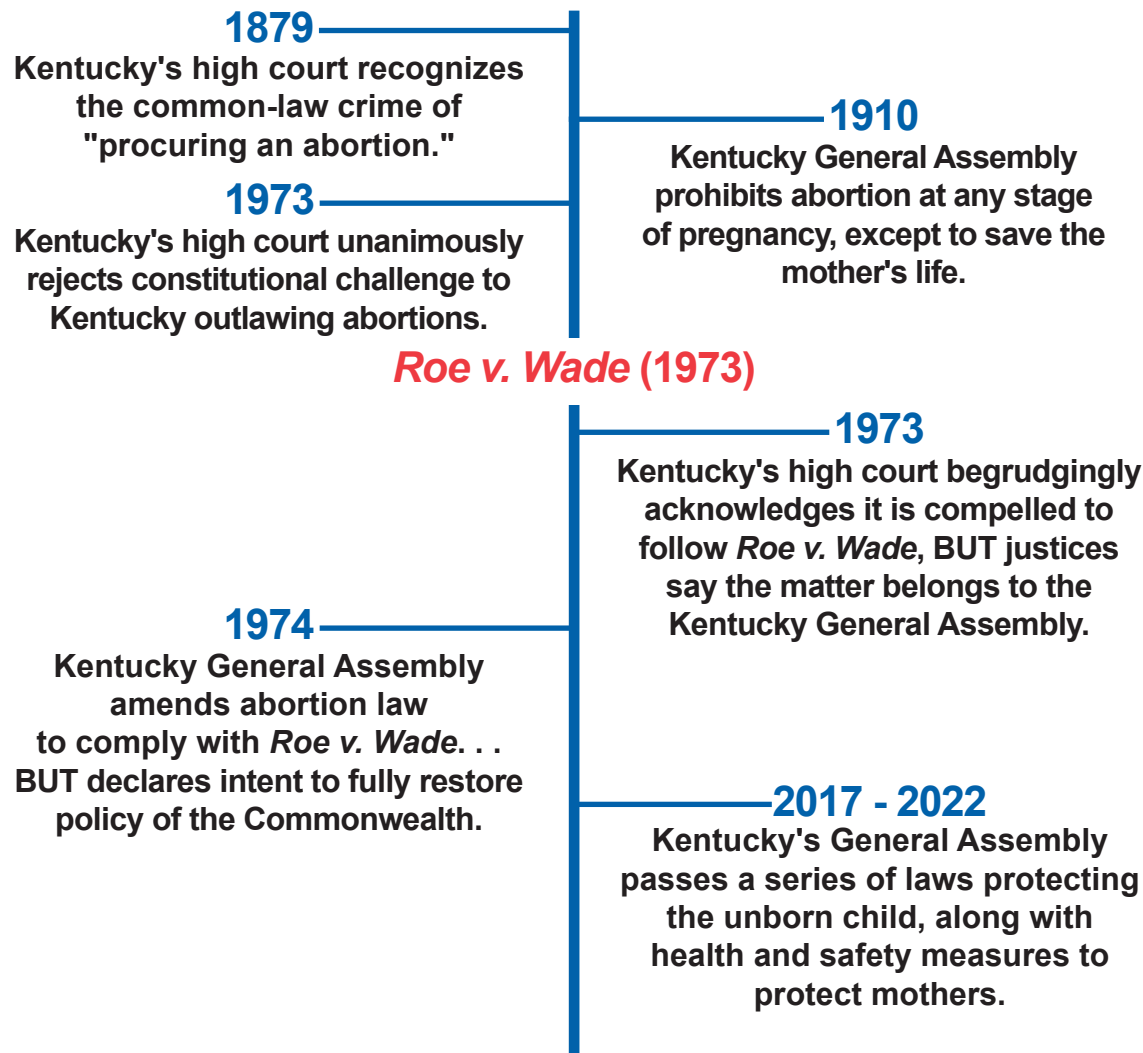 1879
Kentucky's high court recognizes
the common-law crime of
"procuring an abortion."
1910
Kentucky General Assembly
prohibits abortion at any stage
of pregnancy, except to save the
mother's life.
1973
Kentucky's high court unanimously
rejects constitutional challenge to
Kentucky outlawing abortions.
Roe v. Wade (1973)
1973
Kentucky's high court begrudgingly
acknowledges it is compelled to
follow Roe v. Wade, BUT justices
say the matter belongs to the
Kentucky General Assembly.
1974
Kentucky General Assembly
amends abortion law
to comply with Roe v. Wade. . .
BUT declares intent to fully restore
policy of the Commonwealth.
2017 - 2022
Kentucky's General Assembly
passes a series of laws protecting
the unborn child, along with
health and safety measures to
protect mothers.